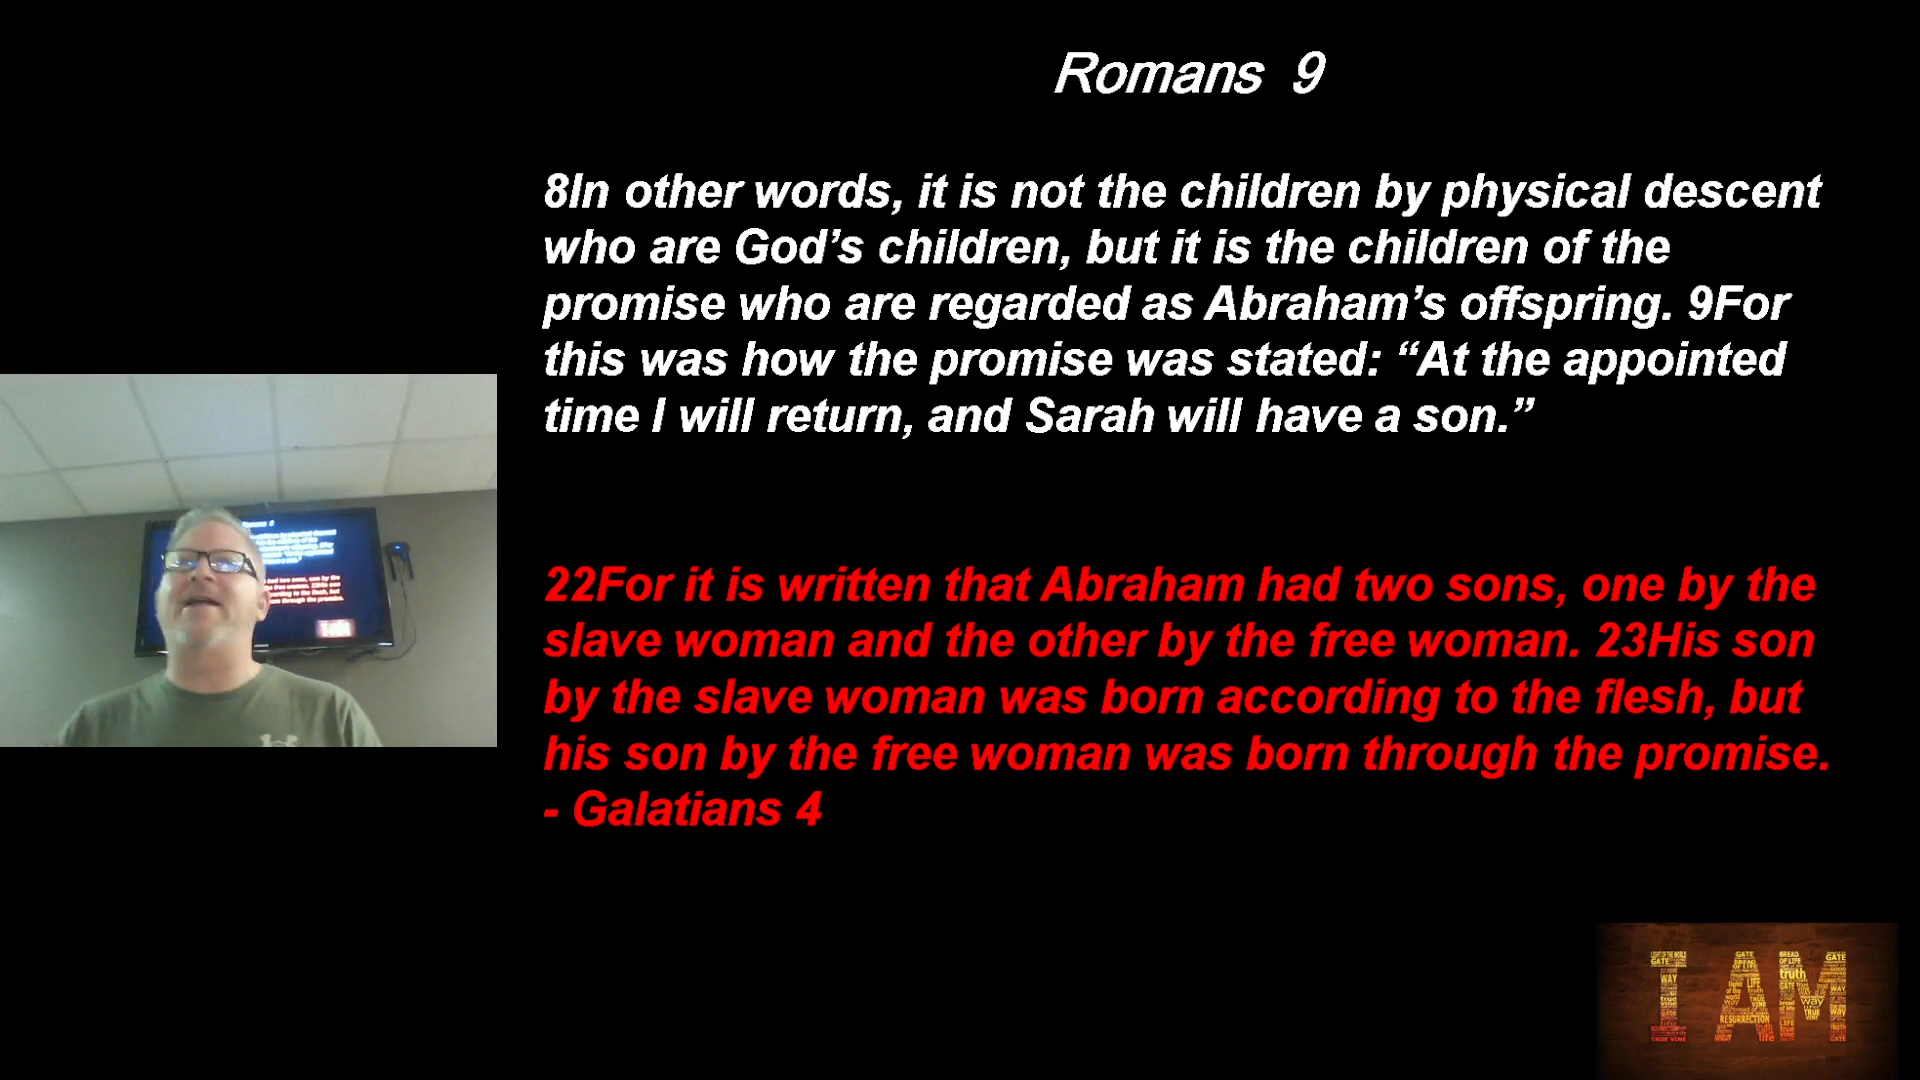 Romans 9
8In other words, it is not the children by physical descent
who are God’s children, but it is the children of the
promise who are regarded as Abraham’s offspring. 9For
this was how the promise was stated: “At the appointed
time I will return, and Sarah will have a son.”
22For it is written that Abraham had two sons, one by the
slave woman and the other by the free woman. 23His son
by the slave woman was born according to the flesh, but
his son by the free woman was born through the promise.
- Galatians 4
I AM